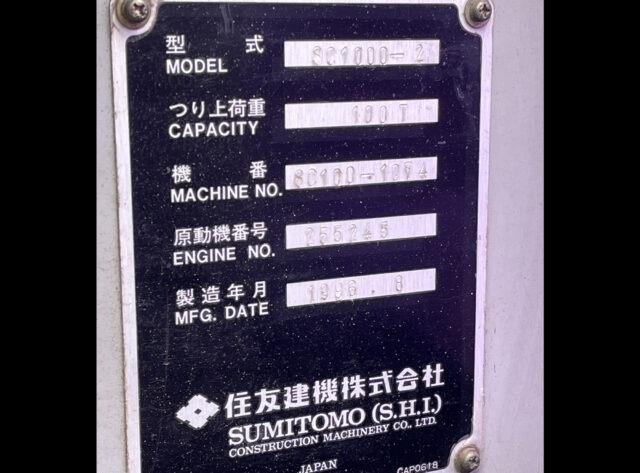 型 式 SC1000-2
MODEL
つり上荷重 100T
CAPACITY
機 番 SC100-1074
MACHINE NO.
原動機番号 255245
ENGINE NO.
製造年月 1996.8
MFG. DATE
住友建機株式会社
SUMITOMO (S.H.I.)
CONSTRUCTION MACHINERY CO., LTD.
JAPAN CAP0618